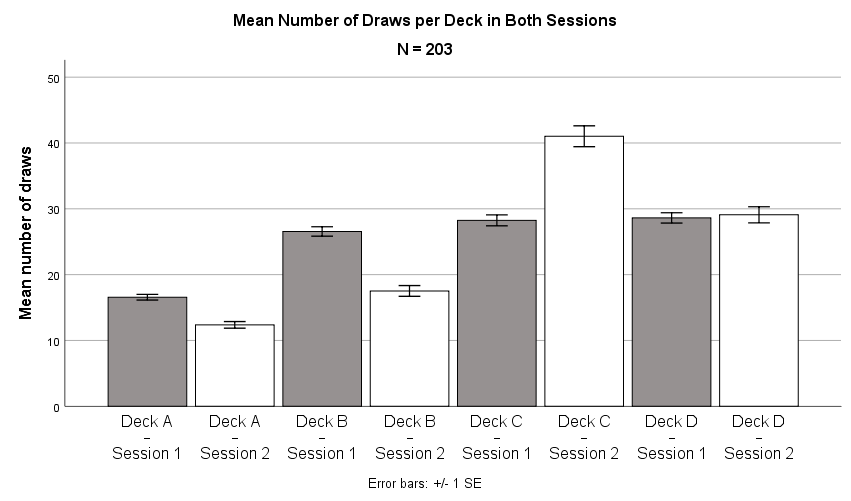 Mean Number of Draws per Deck in Both Sessions
N = 203
Mean number of draws
50
40
30
20
10
0
Deck A
-
Session 1
Deck A
-
Session 2
Deck B
-
Session 1
Deck B
-
Session 2
Deck C
-
Session 1
Deck C
-
Session 2
Deck D
-
Session 1
Deck D
-
Session 2
Error bars: +/- 1 SE